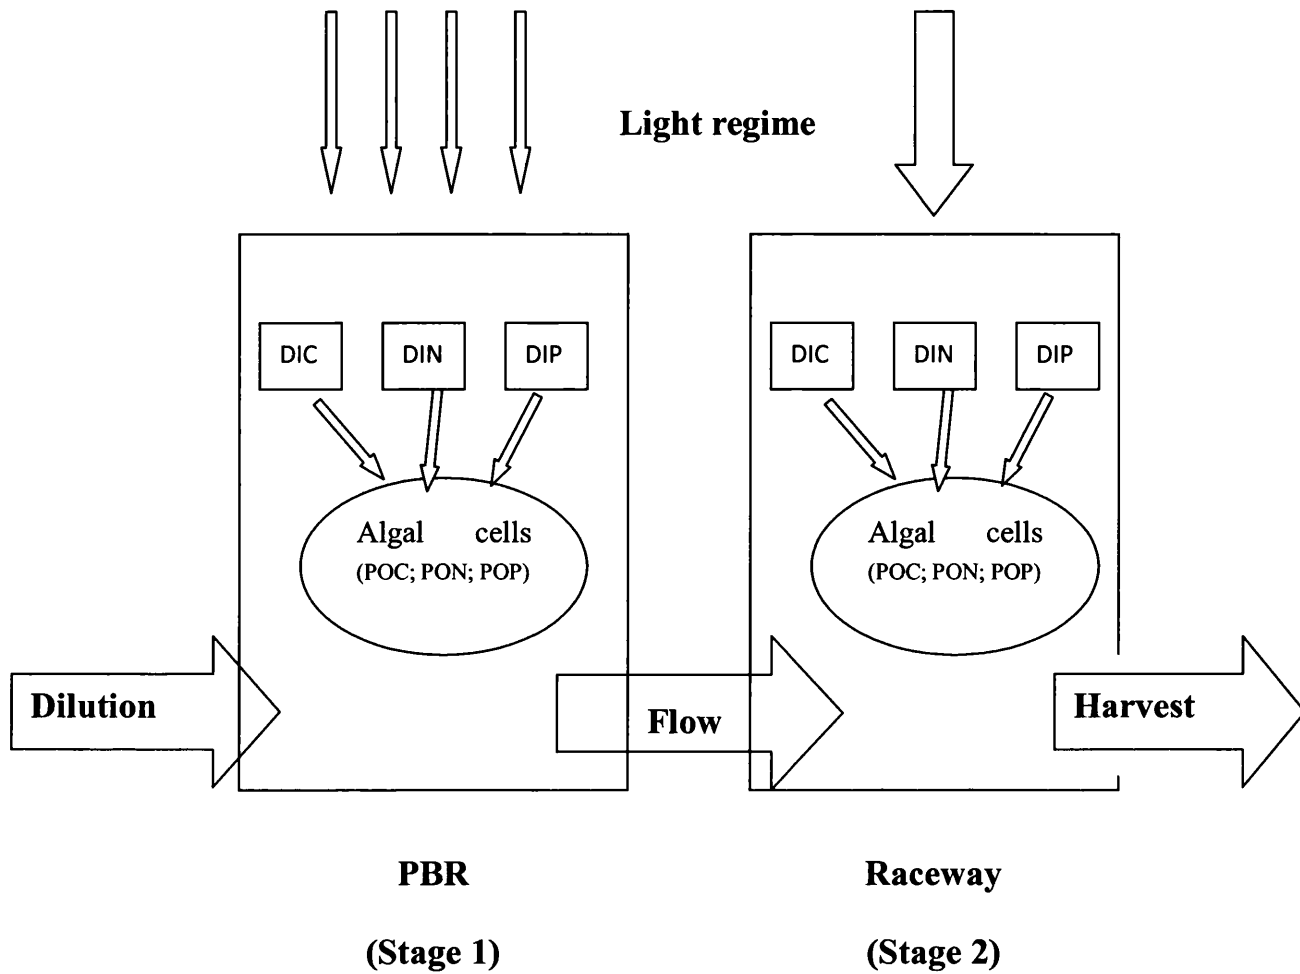 Light regime
DIC DIN DIP
DIC DIN DIP
Algal cells
(POC; PON; POP)
Algal cells
(POC; PON; POP)
Dilution
Flow
Harvest
PBR
(Stage 1)
Raceway
(Stage 2)